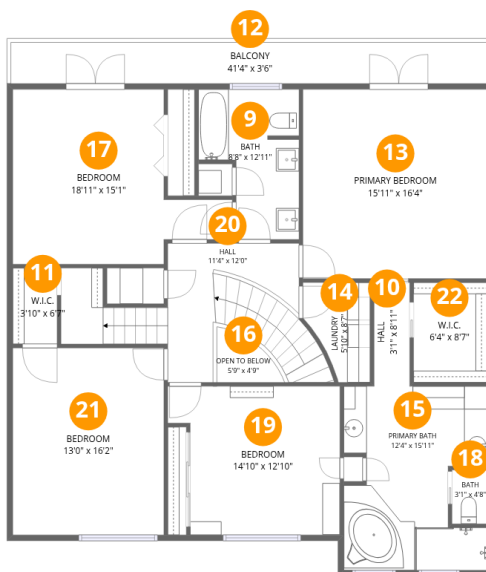 12
BALCONY
41'4" x 3'6"
9
BATH
8'8" x 12'11"
17
BEDROOM
18'11" x 15'1"
13
PRIMARY BEDROOM
15'11" x 16'4"
20
HALL
11'4" x 12'0"
11
W.I.C.
3'10" x 6'7"
14
LAUNDRY
5'10" x 8'7"
10
HALL
3'1" x 8'11"
22
W.I.C.
6'4" x 8'7"
16
OPEN TO BELOW
5'9" x 4'9"
21
BEDROOM
13'0" x 16'2"
19
BEDROOM
14'10" x 12'10"
15
PRIMARY BATH
12'4" x 15'11"
18
BATH
3'1" x 4'8"